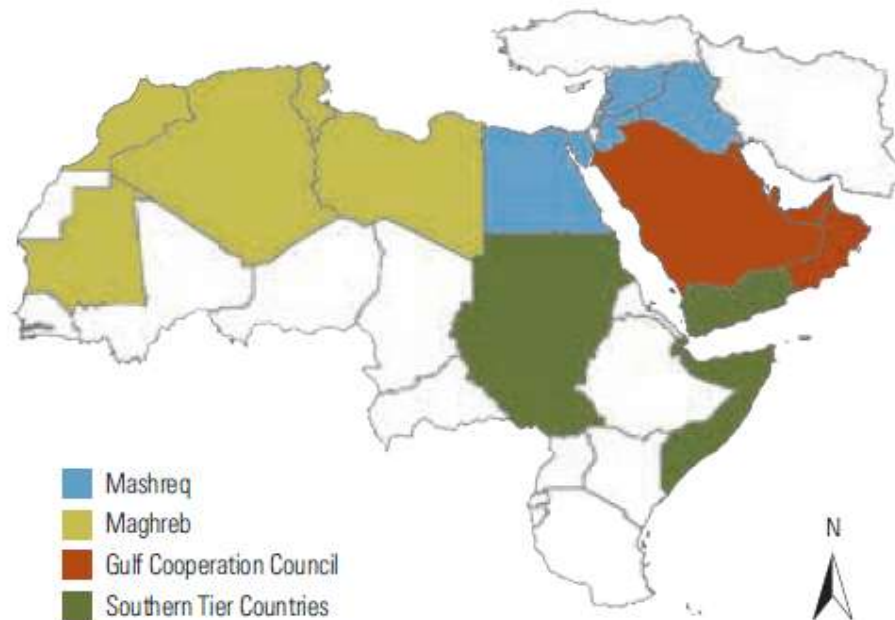 Mashreq
Maghreb
Gulf Cooperation Council
Southern Tier Countries
N